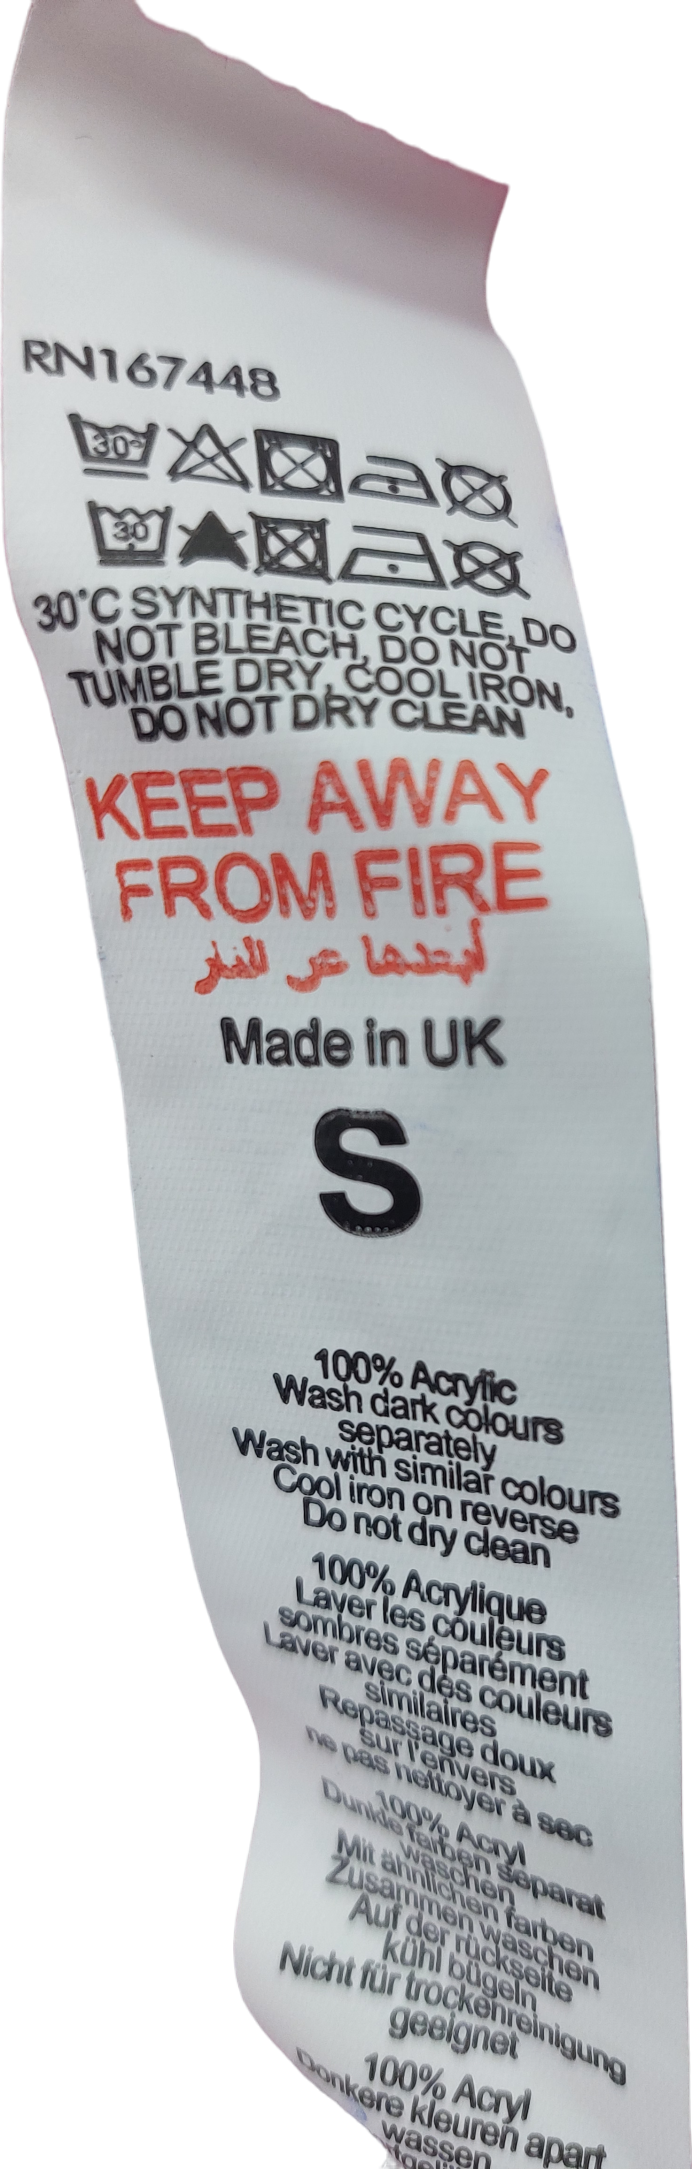 RN167448
30°
30
30°C SYNTHETIC CYCLE, DO
NOT BLEACH, DO NOT
TUMBLE DRY, COOL IRON,
DO NOT DRY CLEAN
KEEP AWAY
FROM FIRE
أبعدها عن النار
Made in UK
S
100% Acrylic
Wash dark colours
separately
Wash with similar colours
Cool iron on reverse
Do not dry clean
100% Acrylique
Laver les couleurs
sombres séparément
Laver avec des couleurs
similaires
Repassage doux
sur l'envers
ne pas nettoyer à sec
100% Acryl
Dunkle farben separat
waschen
Mit ähnlichen farben
Zusammen waschen
Auf der rückseite
kühl bügeln
Nicht für trockenreinigung
geeignet
100% Acryl
Donkere kleuren apart
wassen